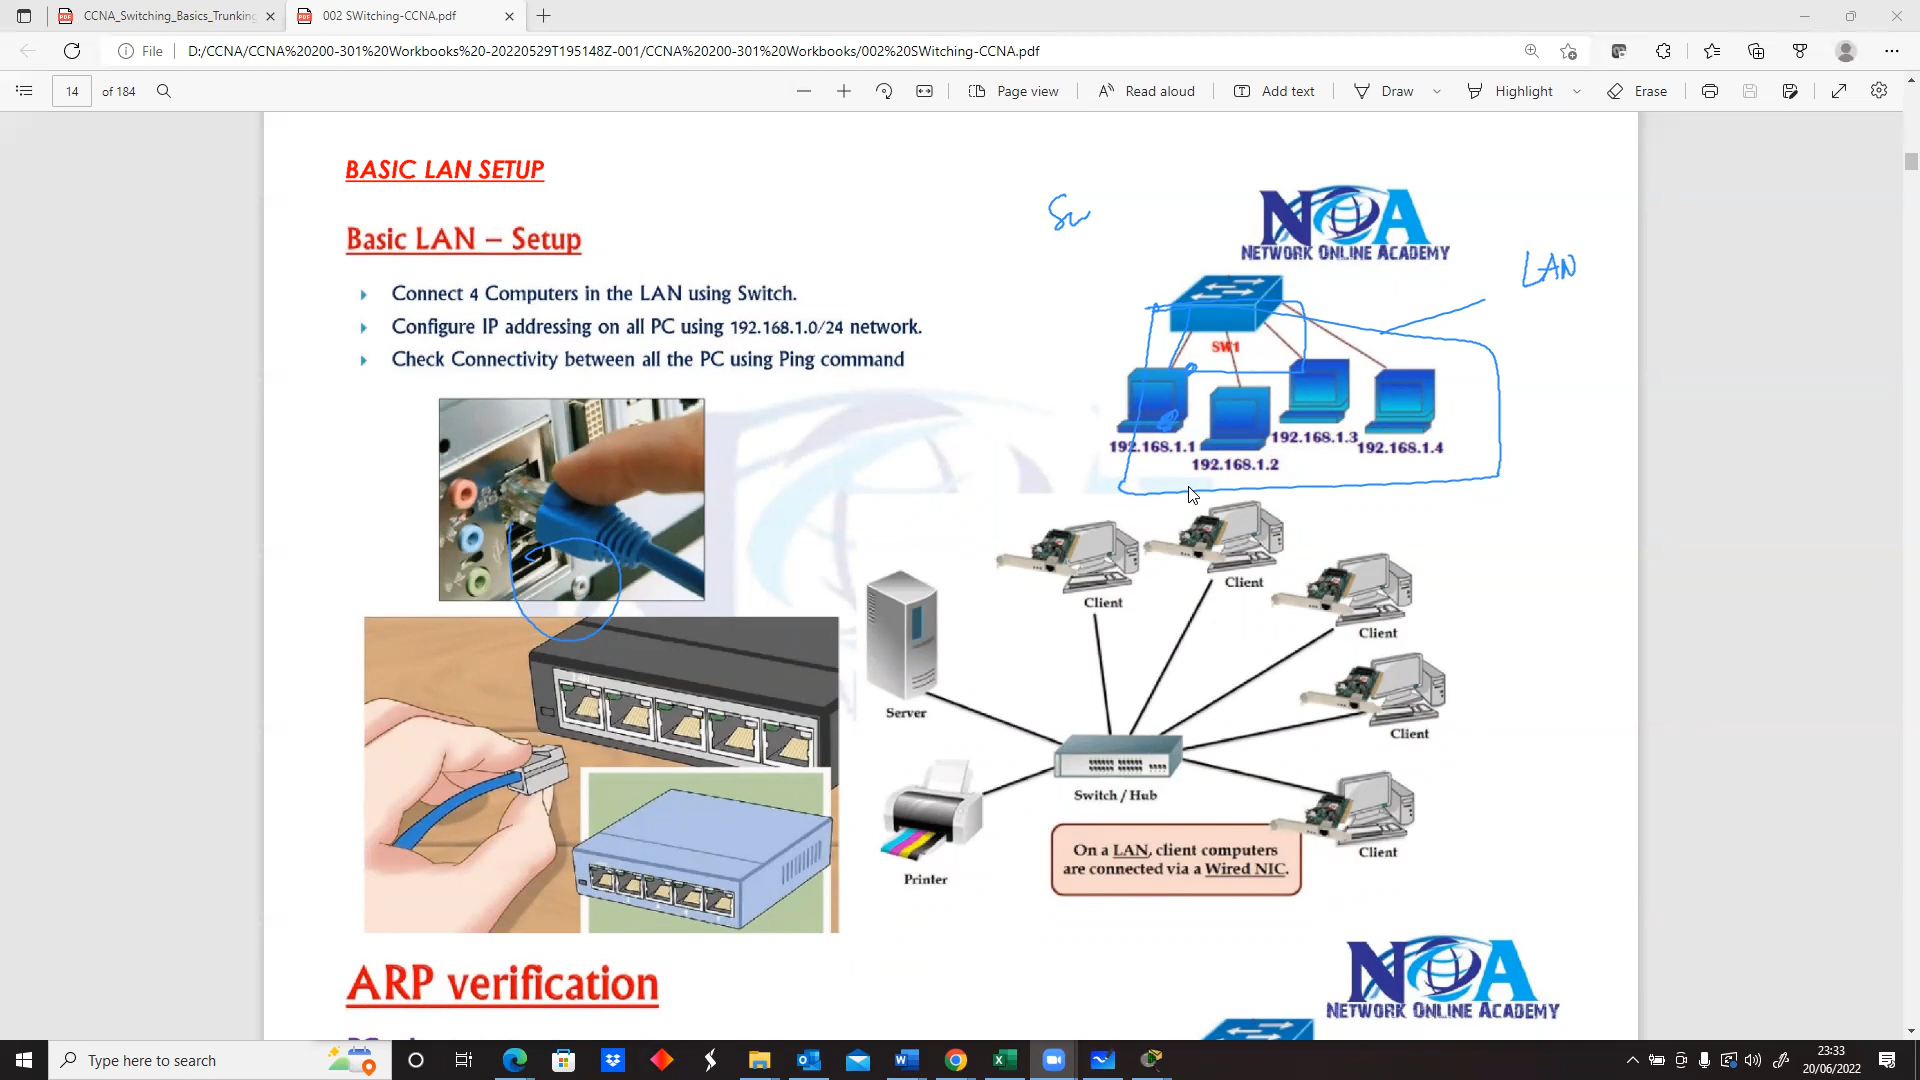 CCNA_Switching_Basics_Trunking
002 SWitching-CCNA.pdf
File
D:/CCNA/CCNA%20200-301%20Workbooks%20-20220529T195148Z-001/CCNA%20200-301%20Workbooks/002%20SWitching-CCNA.pdf
14 of 184
Page view
Read aloud
Add text
Draw
Highlight
Erase
BASIC LAN SETUP
Basic LAN – Setup
Sw
NOA
NETWORK ONLINE ACADEMY
LAN
Connect 4 Computers in the LAN using Switch.
Configure IP addressing on all PC using 192.168.1.0/24 network.
Check Connectivity between all the PC using Ping command
SW1
192.168.1.1
192.168.1.2
192.168.1.3
192.168.1.4
Client
Client
Client
Client
Client
Server
Switch / Hub
Printer
On a LAN, client computers
are connected via a Wired NIC.
LAN
ARP verification
NOA
NETWORK ONLINE ACADEMY
Type here to search
23:33
20/06/2022